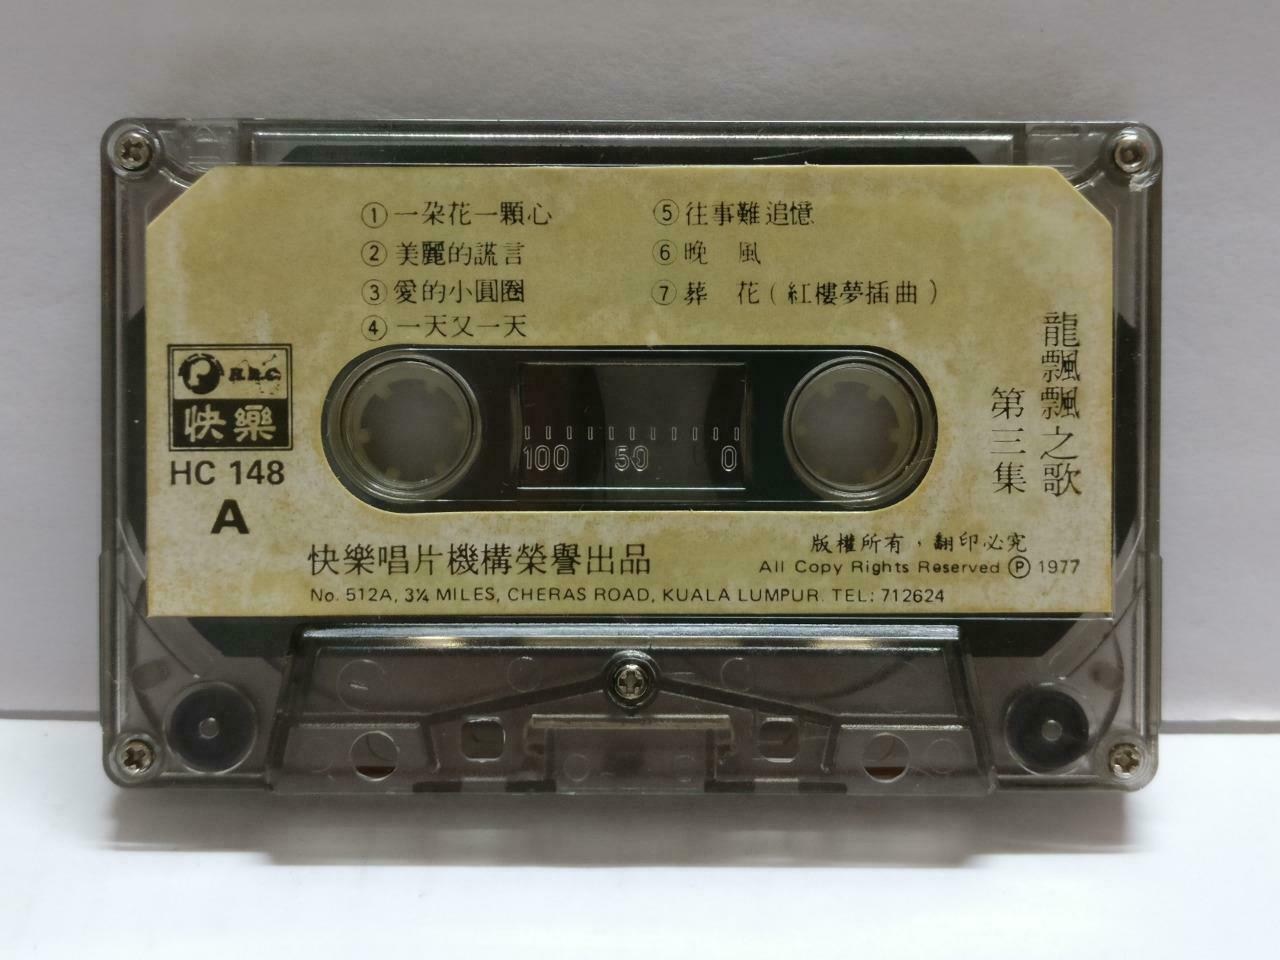 ① 一朵花一顆心
② 美麗的謊言
③ 愛的小圓圈
④ 一天又一天
⑤ 往事難追憶
⑥ 晚 風
⑦ 葬 花(紅樓夢插曲)
龍飄飄之歌
第三集
快樂
HC 148
A
100 50 0
快樂唱片機構榮譽出品
版權所有，翻印必究
All Copy Rights Reserved Ⓟ 1977
No. 512A, 3¼ MILES, CHERAS ROAD, KUALA LUMPUR. TEL: 712624